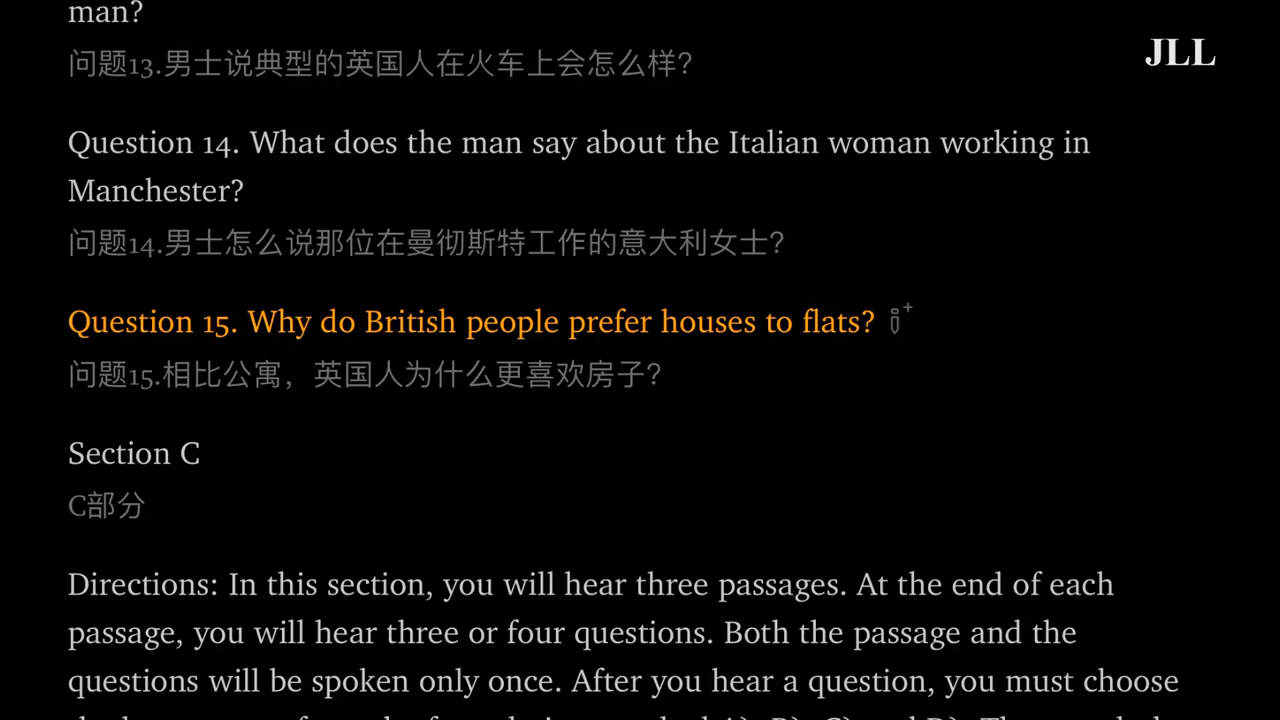 man?
JLL
问题13.男士说典型的英国人在火车上会怎么样?
Question 14. What does the man say about the Italian woman working in
Manchester?
问题14.男士怎么说那位在曼彻斯特工作的意大利女士?
Question 15. Why do British people prefer houses to flats?
问题15.相比公寓，英国人为什么更喜欢房子?
Section C
C部分
Directions: In this section, you will hear three passages. At the end of each
passage, you will hear three or four questions. Both the passage and the
questions will be spoken only once. After you hear a question, you must choose